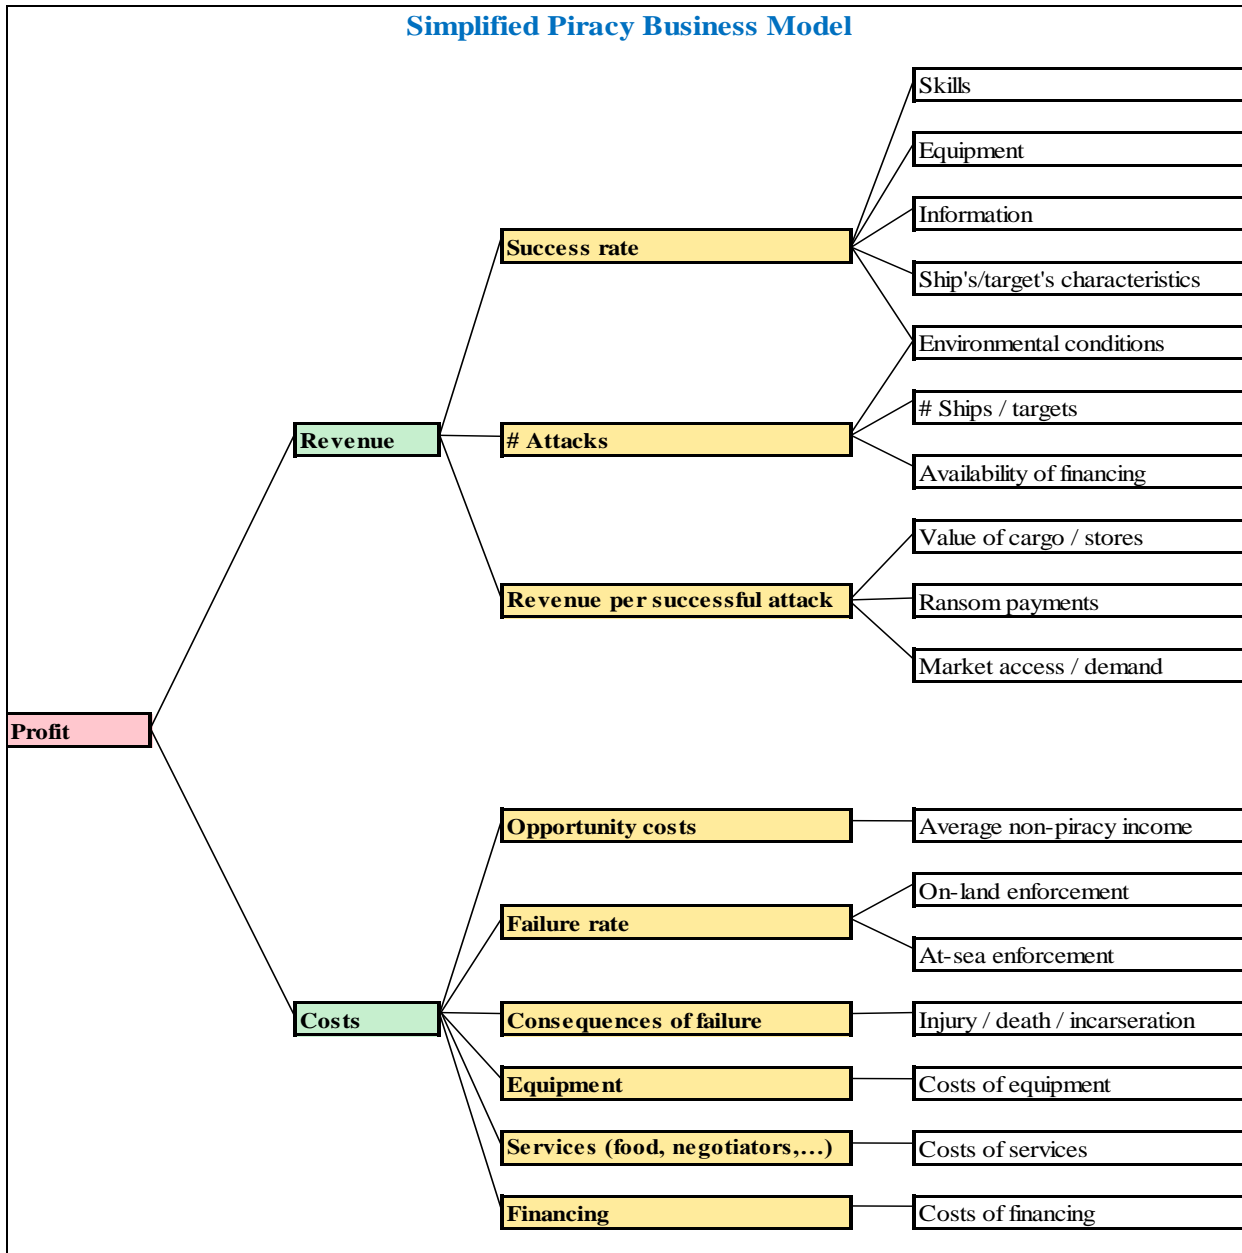 Simplified Piracy Business Model
Skills
Equipment
Information
Success rate
Ship's/target's characteristics
Environmental conditions
# Ships / targets
Revenue
# Attacks
Availability of financing
Value of cargo / stores
Revenue per successful attack
Ransom payments
Market access / demand
Profit
Opportunity costs
Average non-piracy income
On-land enforcement
Failure rate
At-sea enforcement
Costs
Consequences of failure
Injury / death / incarseration
Equipment
Costs of equipment
Services (food, negotiators,...)
Costs of services
Financing
Costs of financing